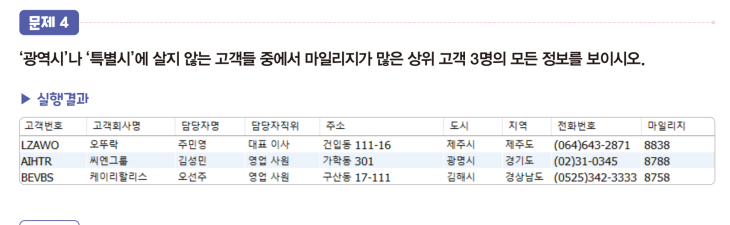 문제 4
‘광역시’나 ‘특별시’에 살지 않는 고객들 중에서 마일리지가 많은 상위 고객 3명의 모든 정보를 보이시오.
▶ 실행결과
고객번호 고객회사명 담당자명 담당자직위 주소 도시 지역 전화번호 마일리지
LZAWO 오뚜락 주민영 대표 이사 건입동 111-16 제주시 제주도 (064)643-2871 8838
AIHTR 씨엔그룹 김성민 영업 사원 가학동 301 광명시 경기도 (02)31-0345 8788
BEVBS 케이리할리스 오선주 영업 사원 구산동 17-111 김해시 경상남도 (0525)342-3333 8758